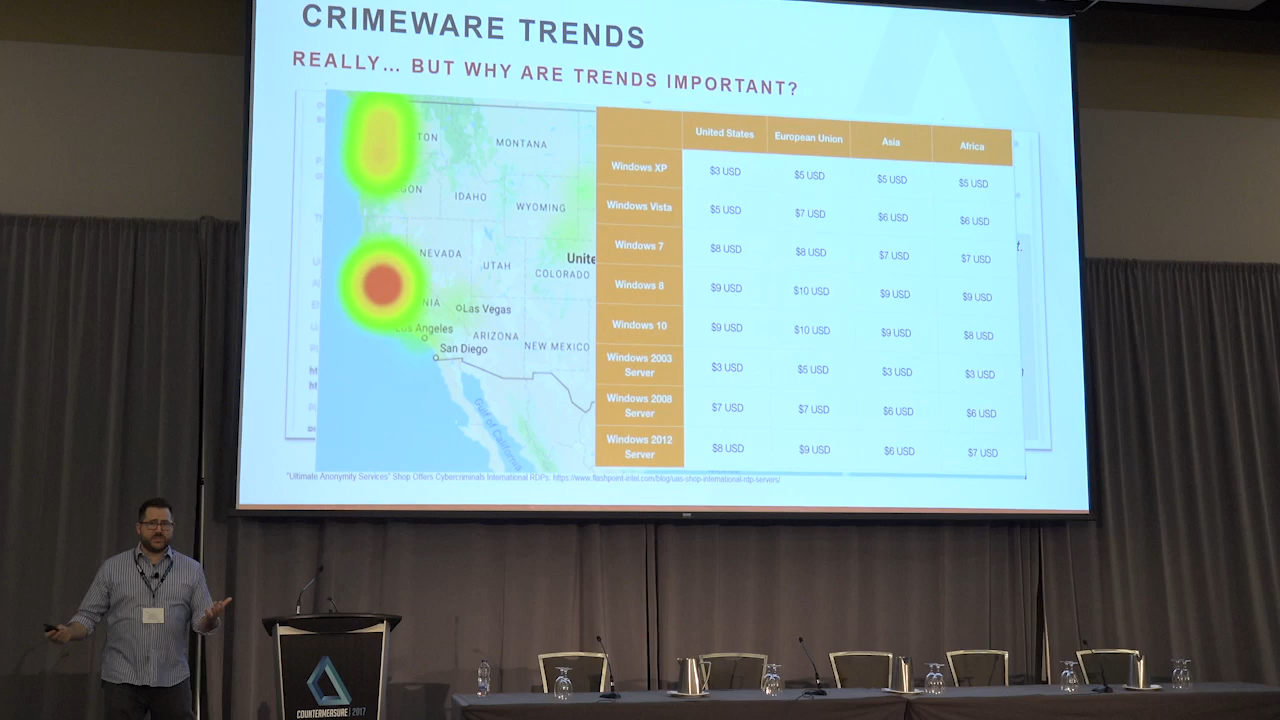 CRIMEWARE TRENDS
REALLY... BUT WHY ARE TRENDS IMPORTANT?
TON
MONTANA
GON
IDAHO
WYOMING
NEVADA
UTAH
Unite
COLORADO
NIA
Las Vegas
Los Angeles
ARIZONA
NEW MEXICO
San Diego
Gulf of California
United States European Union Asia Africa
Windows XP $3 USD $5 USD $5 USD $5 USD
Windows Vista $5 USD $7 USD $6 USD $6 USD
Windows 7 $8 USD $8 USD $7 USD $7 USD
Windows 8 $9 USD $10 USD $9 USD $9 USD
Windows 10 $9 USD $10 USD $9 USD $8 USD
Windows 2003 Server $3 USD $5 USD $3 USD $3 USD
Windows 2008 Server $7 USD $7 USD $6 USD $6 USD
Windows 2012 Server $8 USD $9 USD $6 USD $7 USD
"Ultimate Anonymity Services" Shop Offers Cybercriminals International RDPs: https://www.flashpoint-intel.com/blog/uas-shop-international-rdp-servers/
COUNTERMEASURE | 2017